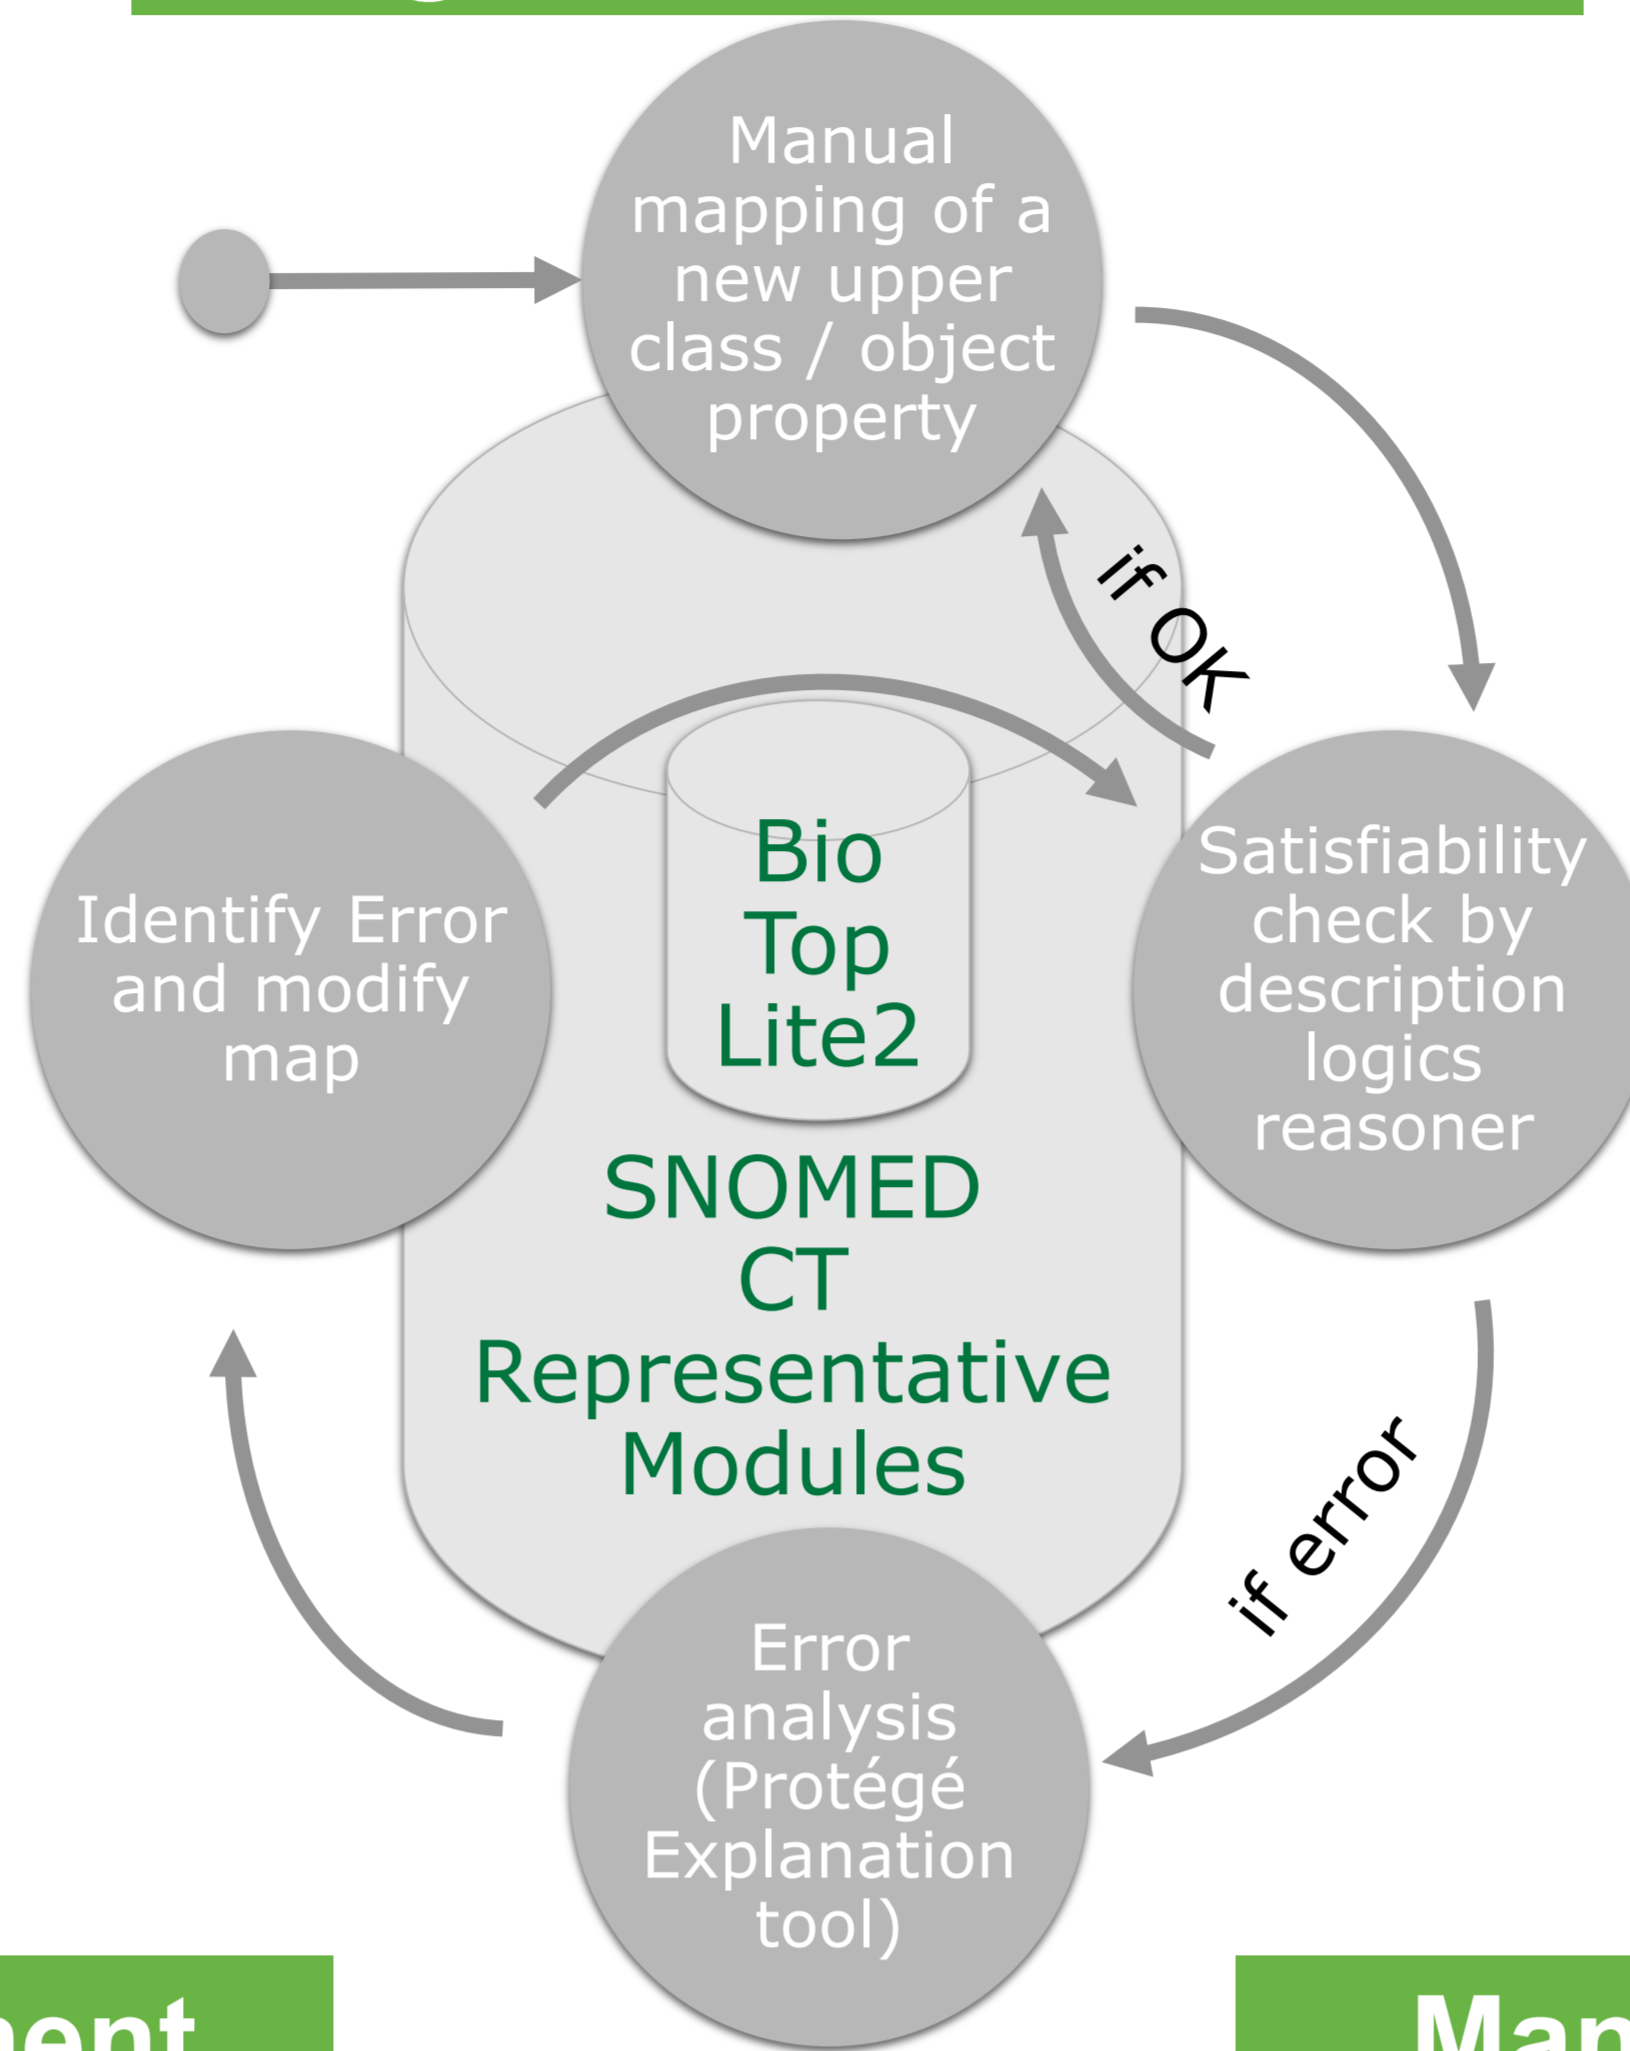 Manual
mapping of a
new upper
class / object
property
if OK
Identify Error
and modify
map
Bio
Top
Lite2
Satisfiability
check by
description
logics
reasoner
SNOMED
CT
Representative
Modules
if error
Error
analysis
(Protégé
Explanation
tool)